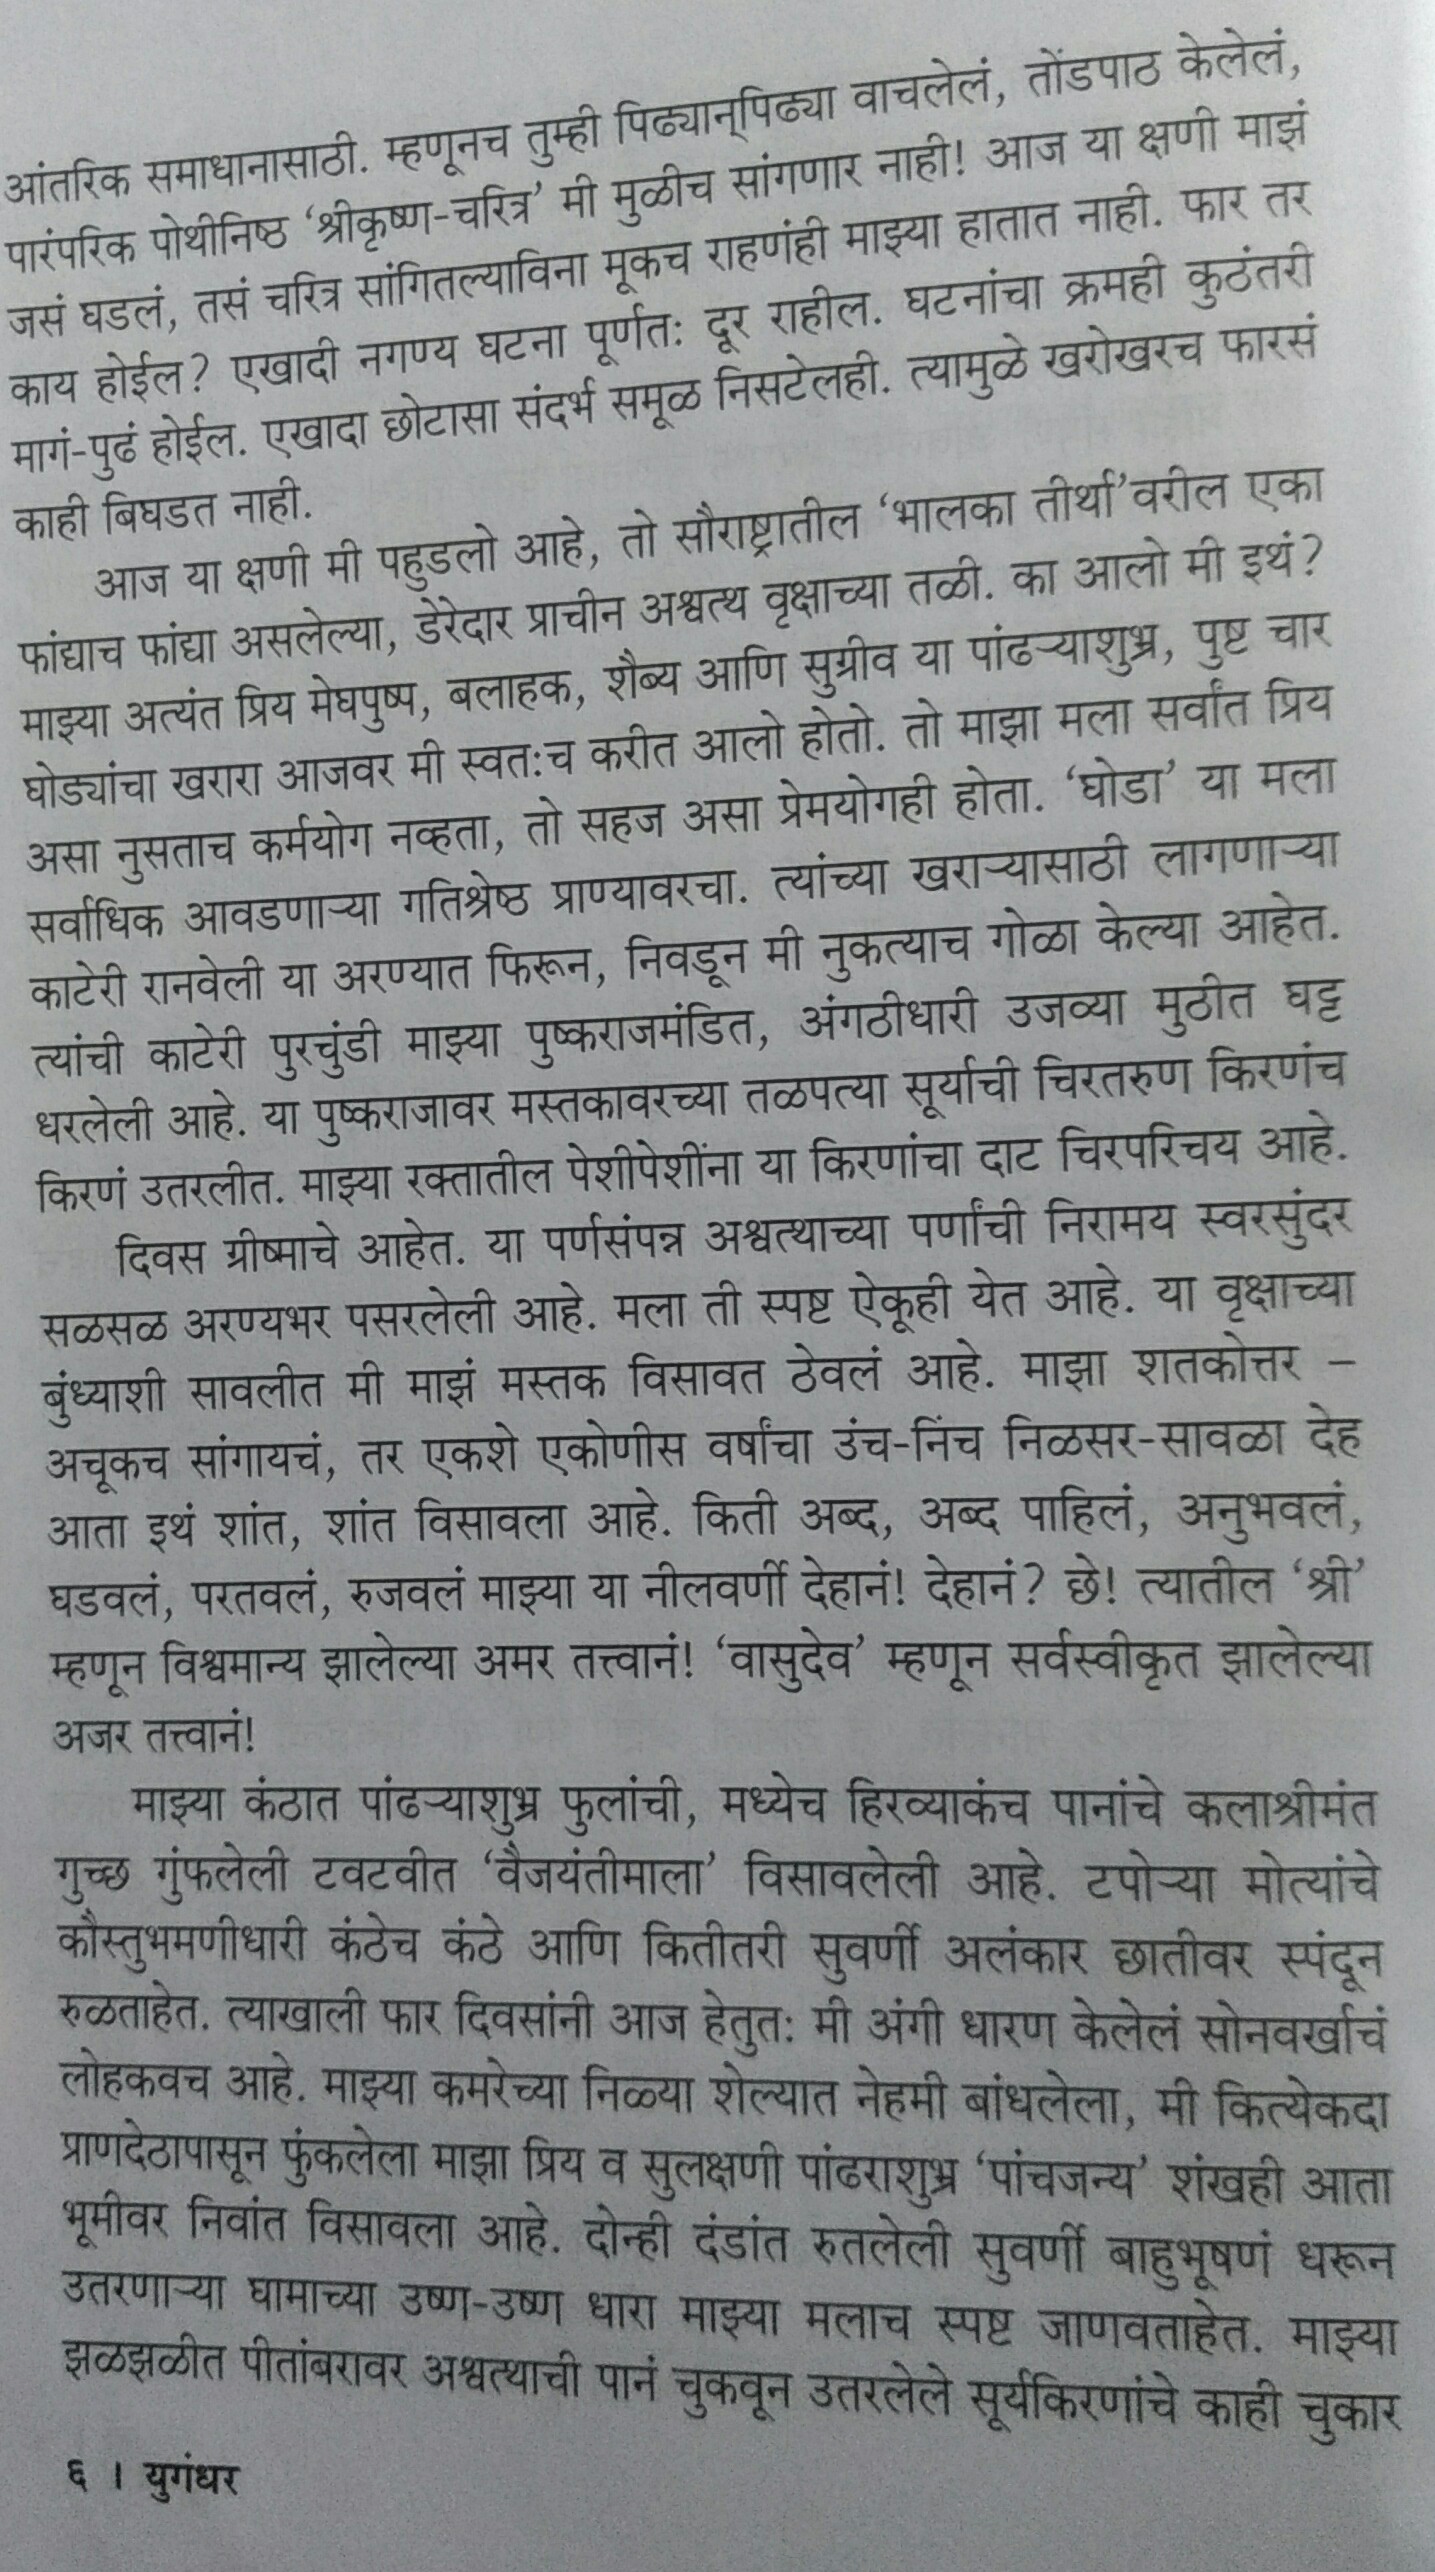 आंतरिक समाधानासाठी. म्हणूनच तुम्ही पिढ्यान्‌पिढ्या वाचलेलं, तोंडपाठ केलेलं,
पारंपरिक पोथीनिष्ठ ‘श्रीकृष्ण-चरित्र’ मी मुळीच सांगणार नाही! आज या क्षणी माझं
जसं घडलं, तसं चरित्र सांगितल्याविना मूकच राहणंही माझ्या हातात नाही. फार तर
काय होईल? एखादी नगण्य घटना पूर्णतः दूर राहील. घटनांचा क्रमही कुठंतरी
मागं-पुढं होईल. एखादा छोटासा संदर्भ समूळ निसटेलही. त्यामुळे खरोखरच फारसं
काही बिघडत नाही.
आज या क्षणी मी पहुडलो आहे, तो सौराष्ट्रातील ‘भालका तीर्था’वरील एका
फांद्याच फांद्या असलेल्या, डेरेदार प्राचीन अश्वत्थ वृक्षाच्या तळी. का आलो मी इथं?
माझ्या अत्यंत प्रिय मेघपुष्प, बलाहक, शैब्य आणि सुग्रीव या पांढऱ्याशुभ्र, पुष्ट चार
घोड्यांचा खरारा आजवर मी स्वतःच करीत आलो होतो. तो माझा मला सर्वांत प्रिय
असा नुसताच कर्मयोग नव्हता, तो सहज असा प्रेमयोगही होता. ‘घोडा’ या मला
सर्वाधिक आवडणाऱ्या गतिश्रेष्ठ प्राण्यावरचा. त्यांच्या खराऱ्यासाठी लागणाऱ्या
काटेरी रानवेली या अरण्यात फिरून, निवडून मी नुकत्याच गोळा केल्या आहेत.
त्यांची काटेरी पुरचुंडी माझ्या पुष्कराजमंडित, अंगठीधारी उजव्या मुठीत घट्ट
धरलेली आहे. या पुष्कराजावर मस्तकावरच्या तळपत्या सूर्याची चिरतरुण किरणंच
किरणं उतरलीत. माझ्या रक्तातील पेशीपेशींना या किरणांचा दाट चिरपरिचय आहे.
दिवस ग्रीष्माचे आहेत. या पर्णसंपन्न अश्वत्थाच्या पर्णांची निरामय स्वरसुंदर
सळसळ अरण्यभर पसरलेली आहे. मला ती स्पष्ट ऐकूही येत आहे. या वृक्षाच्या
बुंध्याशी सावलीत मी माझं मस्तक विसावत ठेवलं आहे. माझा शतकोत्तर –
अचूकच सांगायचं, तर एकशे एकोणीस वर्षांचा उंच-निंच निळसर-सावळा देह
आता इथं शांत, शांत विसावला आहे. किती अब्द, अब्द पाहिलं, अनुभवलं,
घडवलं, परतवलं, रुजवलं माझ्या या नीलवर्णी देहानं! देहानं? छे! त्यातील ‘श्री’
म्हणून विश्वमान्य झालेल्या अमर तत्त्वानं! ‘वासुदेव’ म्हणून सर्वस्वीकृत झालेल्या
अजर तत्त्वानं!
माझ्या कंठात पांढऱ्याशुभ्र फुलांची, मध्येच हिरव्याकंच पानांचे कलाश्रीमंत
गुच्छ गुंफलेली टवटवीत ‘वैजयंतीमाला’ विसावलेली आहे. टपोऱ्या मोत्यांचे
कौस्तुभमणीधारी कंठेच कंठे आणि कितीतरी सुवर्णी अलंकार छातीवर स्पंदून
रुळताहेत. त्याखाली फार दिवसांनी आज हेतुतः मी अंगी धारण केलेलं सोनवर्खाचं
लोहकवच आहे. माझ्या कमरेच्या निळ्या शेल्यात नेहमी बांधलेला, मी कित्येकदा
प्राणदेठापासून फुंकलेला माझा प्रिय व सुलक्षणी पांढराशुभ्र ‘पांचजन्य’ शंखही आता
भूमीवर निवांत विसावला आहे. दोन्ही दंडांत रुतलेली सुवर्णी बाहुभूषणं धरून
उतरणाऱ्या घामाच्या उष्ण-उष्ण धारा माझ्या मलाच स्पष्ट जाणवताहेत. माझ्या
झळझळीत पीतांबरावर अश्वत्थाची पानं चुकवून उतरलेले सूर्यकिरणांचे काही चुकार
६ । युगंधर